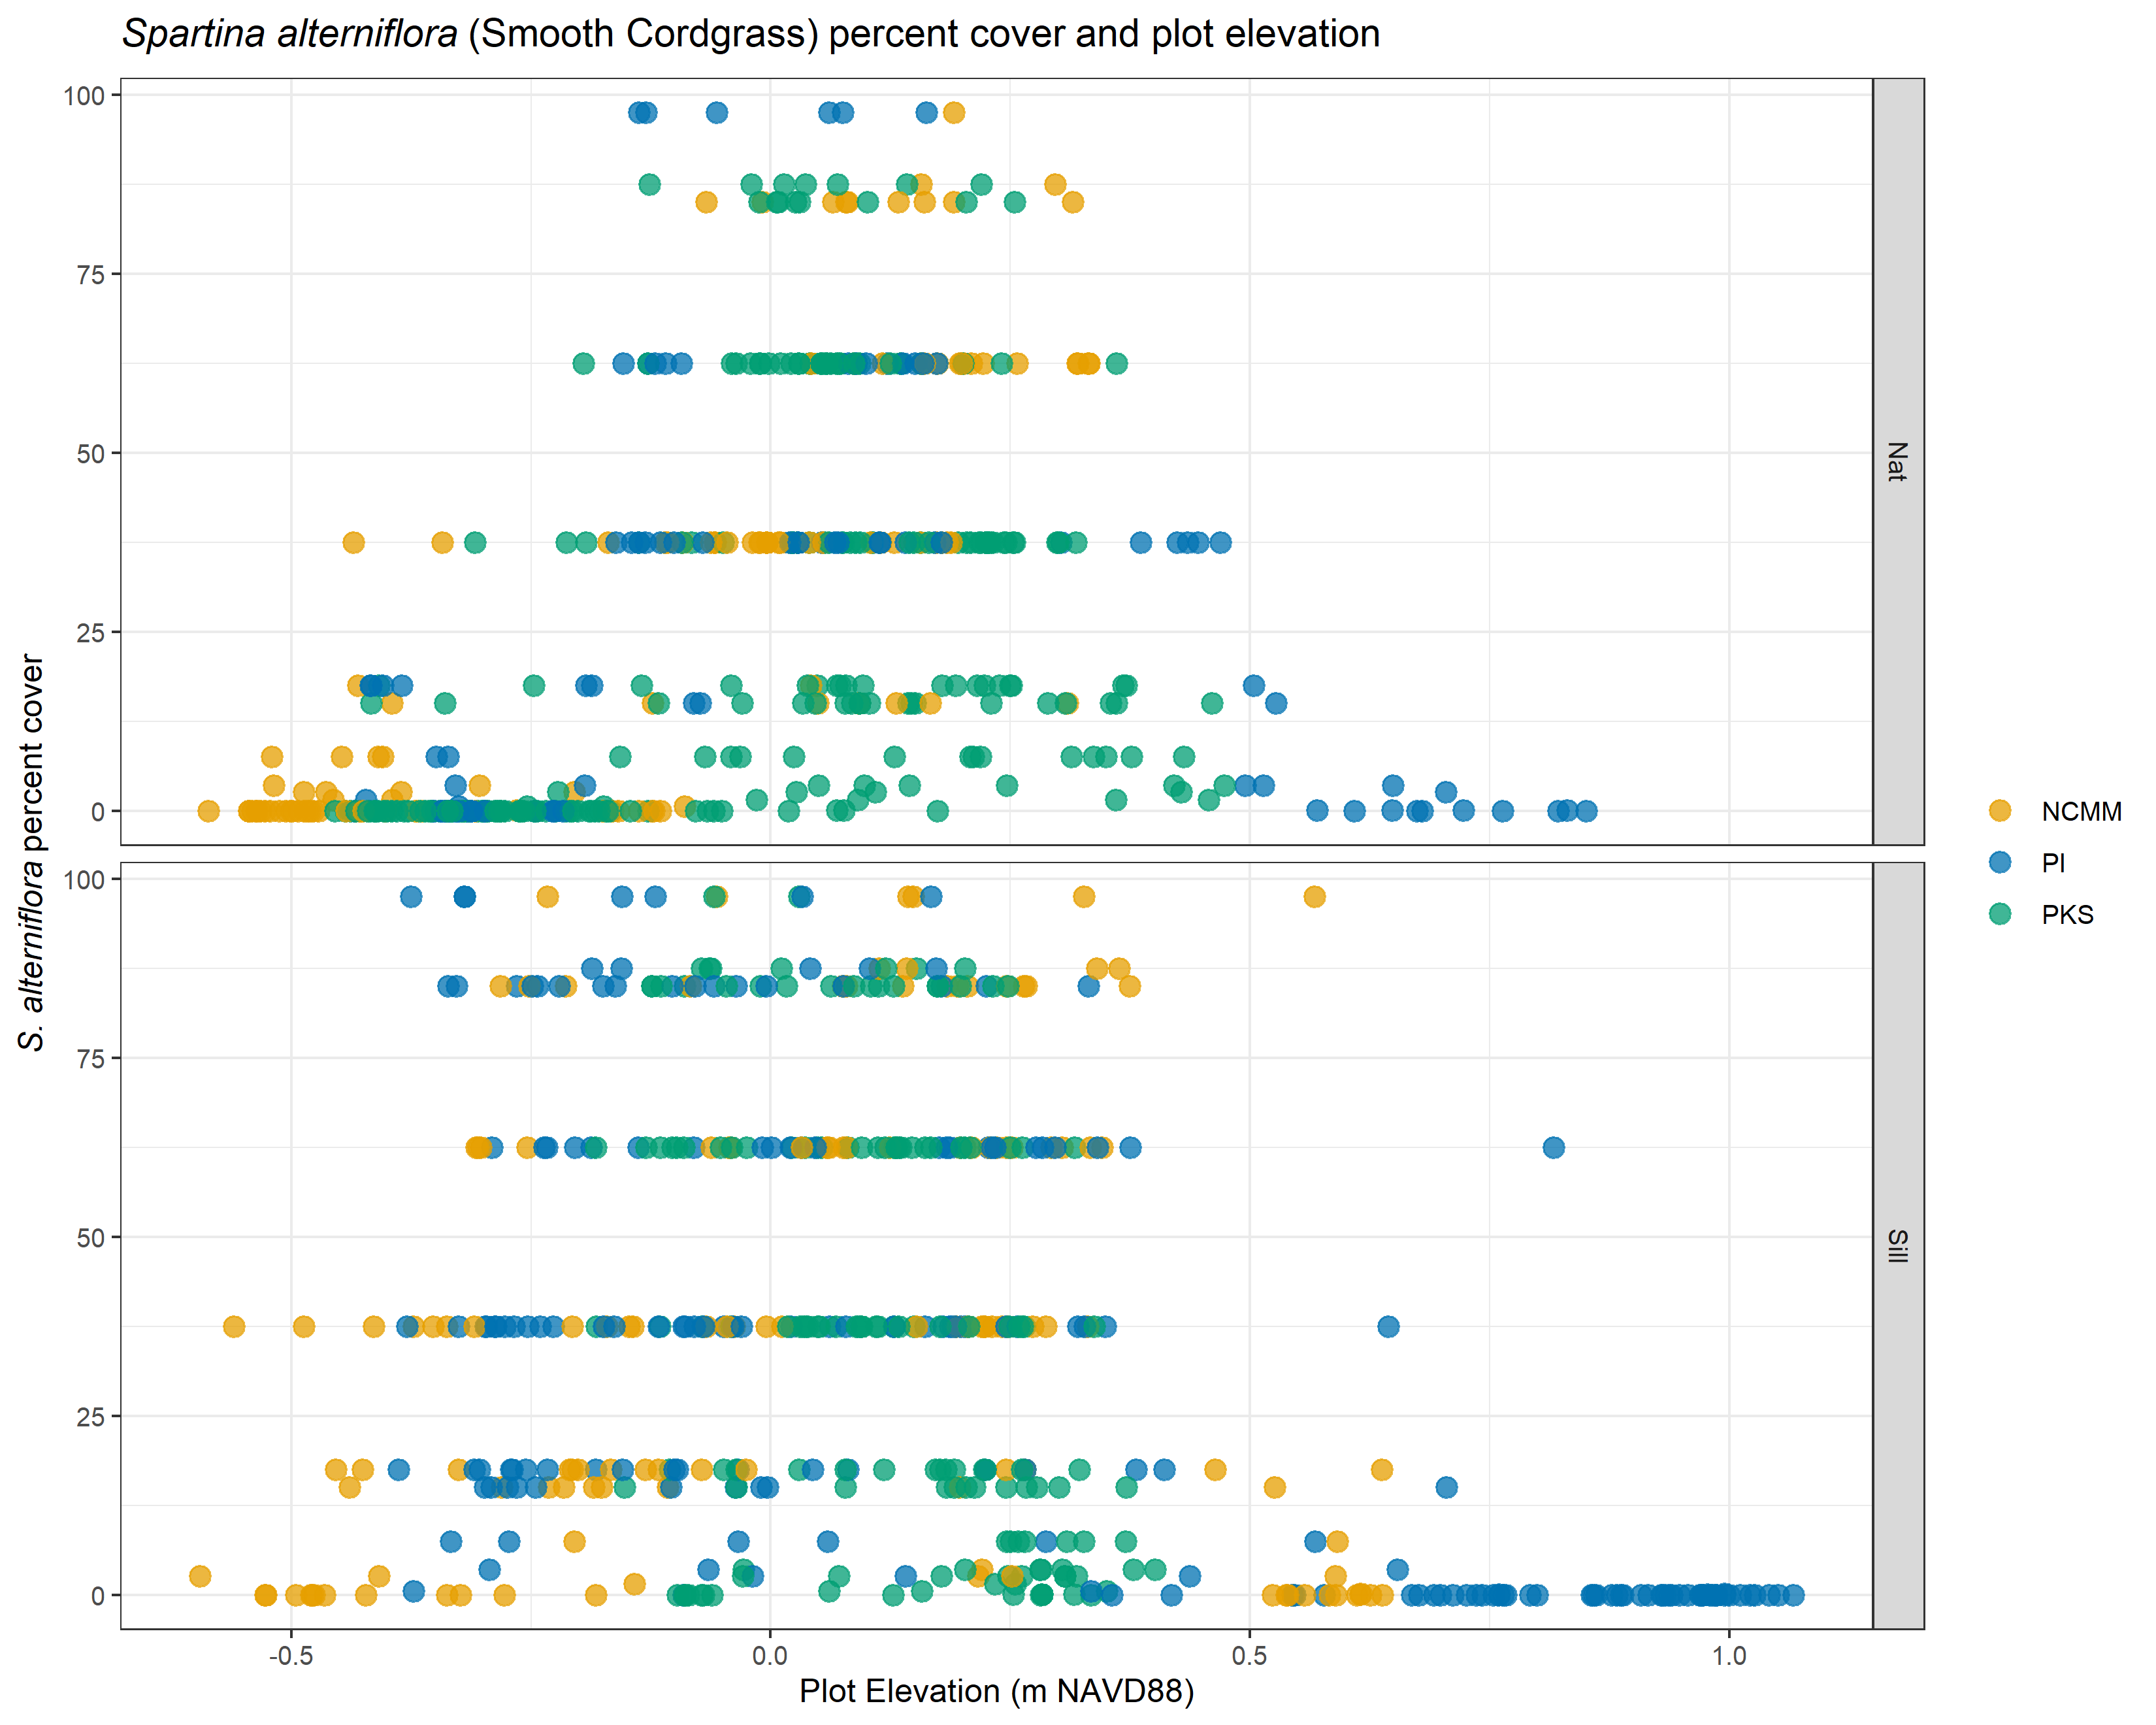 Spartina alterniflora (Smooth Cordgrass) percent cover and plot elevation
S. alterniflora percent cover
100
75
50
25
0
Nat
100
75
50
25
0
Sill
-0.5
0.0
0.5
1.0
Plot Elevation (m NAVD88)
NCMM
PI
PKS